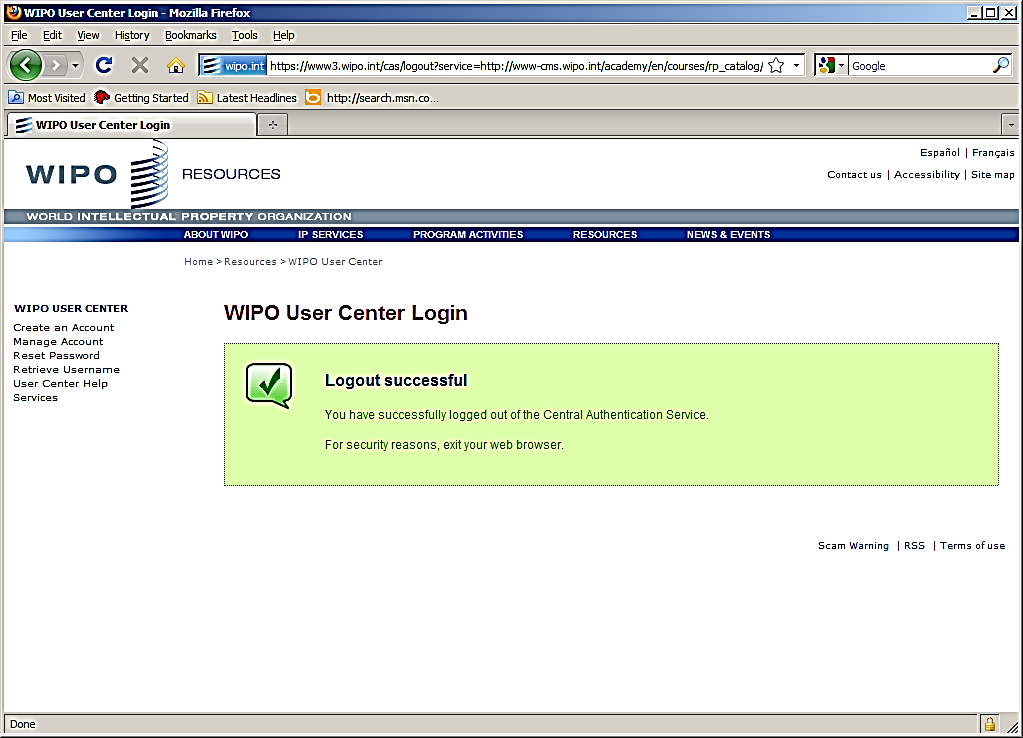 WIPO User Center Login - Mozilla Firefox
File Edit View History Bookmarks Tools Help
wipo.int https://www3.wipo.int/cas/logout?service=http://www-cms.wipo.int/academy/en/courses/rp_catalog/ Google
Most Visited Getting Started Latest Headlines http://search.msn.co...
WIPO User Center Login
Español | Français
WIPO RESOURCES
Contact us | Accessibility | Site map
WORLD INTELLECTUAL PROPERTY ORGANIZATION
ABOUT WIPO IP SERVICES PROGRAM ACTIVITIES RESOURCES NEWS & EVENTS
Home > Resources > WIPO User Center
WIPO USER CENTER
Create an Account
Manage Account
Reset Password
Retrieve Username
User Center Help
Services
WIPO User Center Login
Logout successful
You have successfully logged out of the Central Authentication Service.
For security reasons, exit your web browser.
Scam Warning | RSS | Terms of use
Done